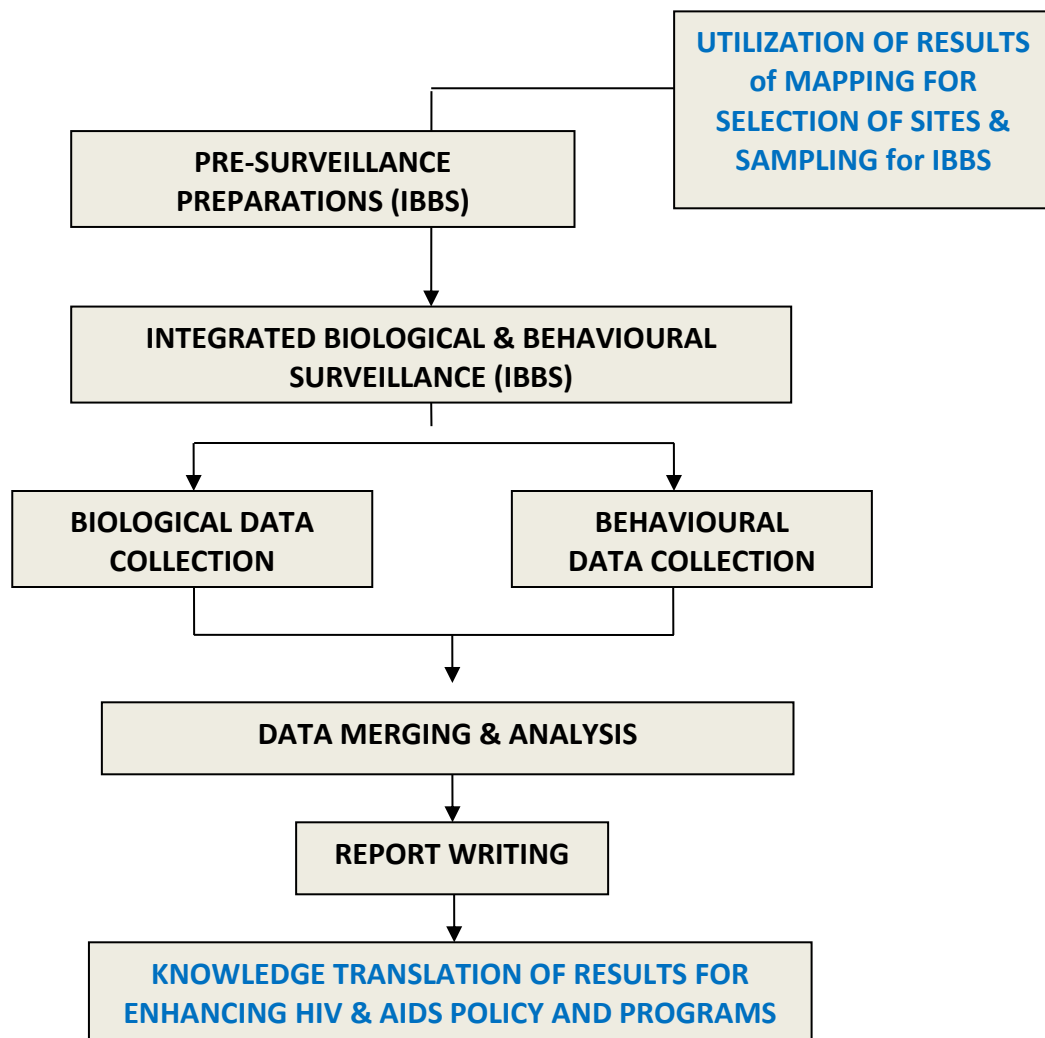 UTILIZATION OF RESULTS
of MAPPING FOR
SELECTION OF SITES &
SAMPLING for IBBS
PRE-SURVEILLANCE
PREPARATIONS (IBBS)
INTEGRATED BIOLOGICAL & BEHAVIOURAL
SURVEILLANCE (IBBS)
BIOLOGICAL DATA
COLLECTION
BEHAVIOURAL
DATA COLLECTION
DATA MERGING & ANALYSIS
REPORT WRITING
KNOWLEDGE TRANSLATION OF RESULTS FOR
ENHANCING HIV & AIDS POLICY AND PROGRAMS